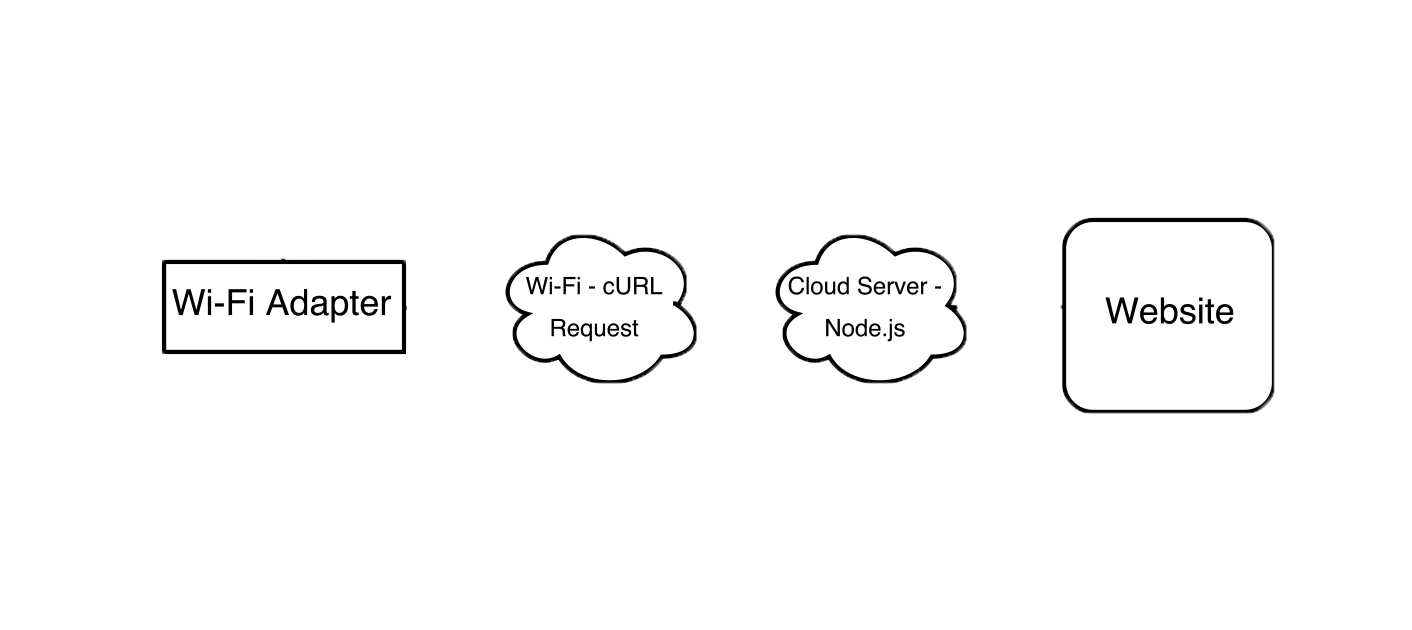 Wi-Fi Adapter
Wi-Fi - cURL
Request
Cloud Server -
Node.js
Website